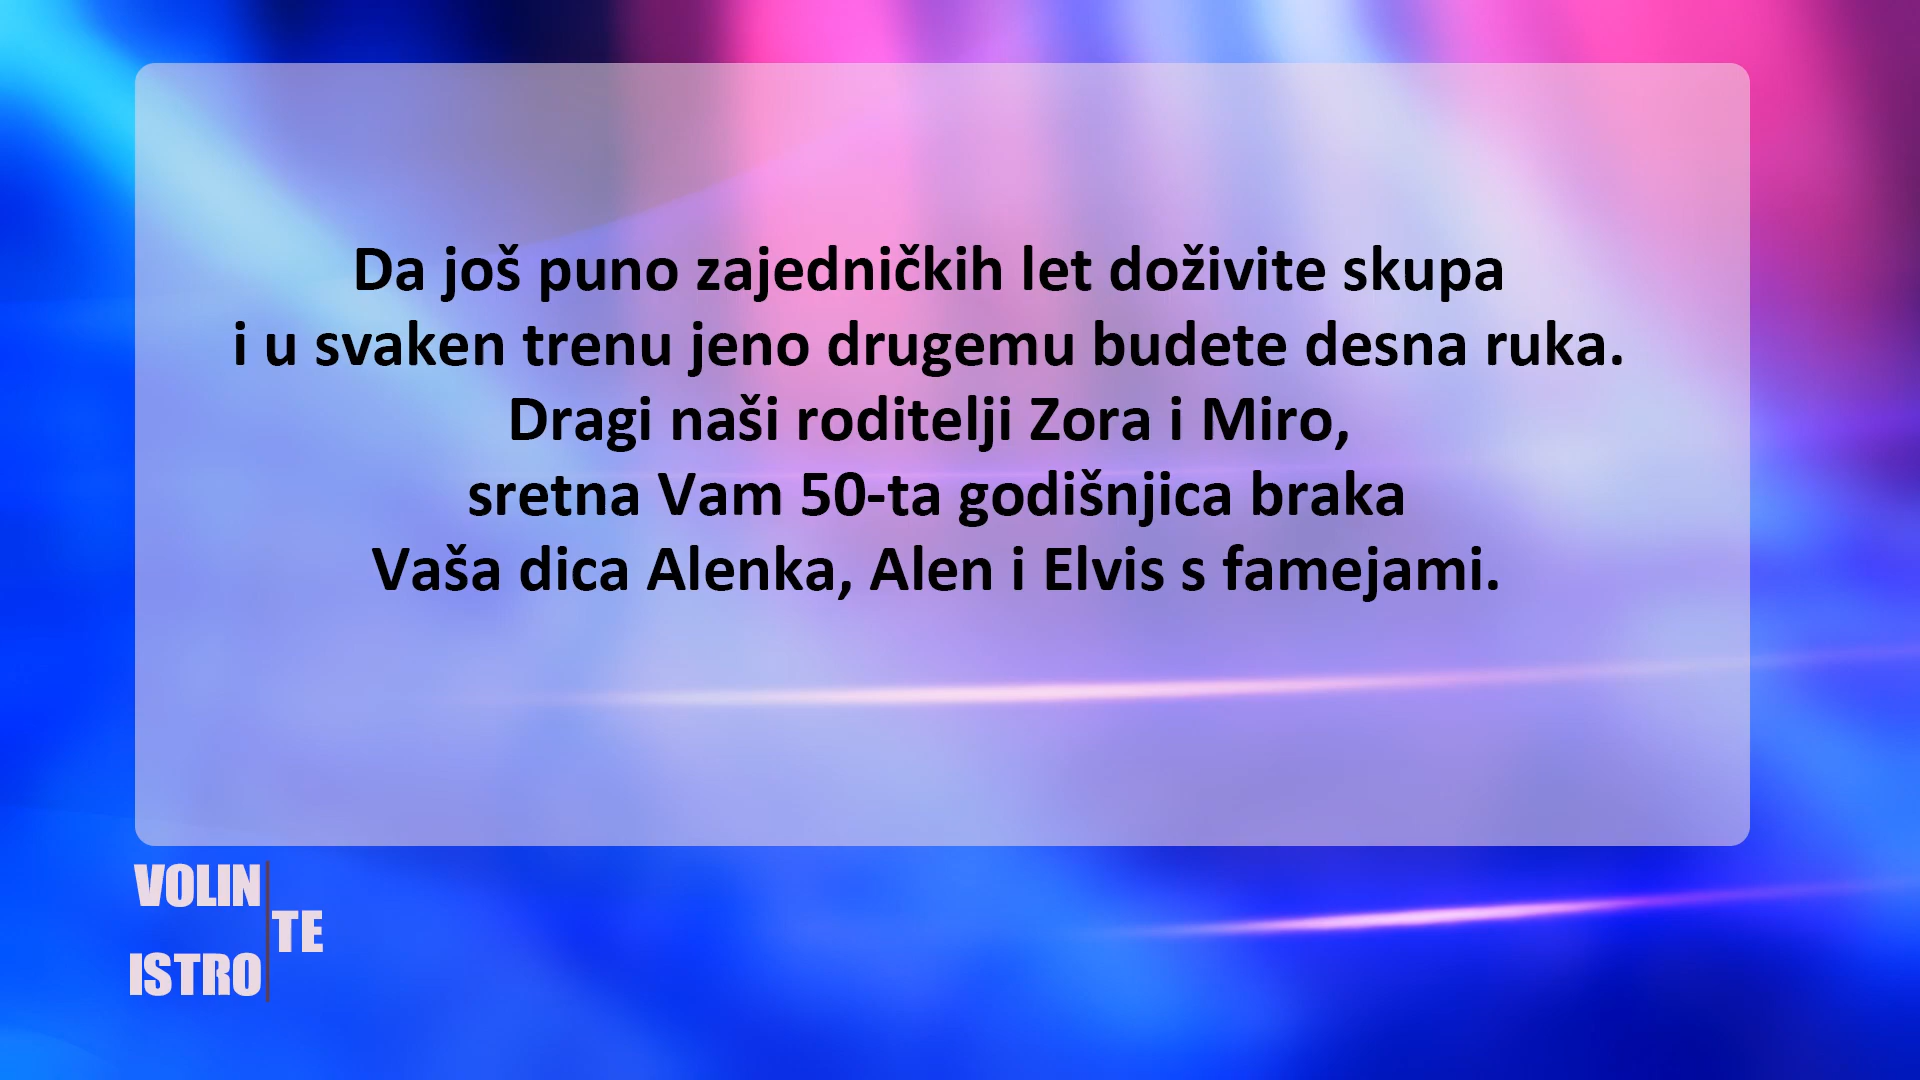 Da još puno zajedničkih let doživite skupa
i u svaken trenu jeno drugemu budete desna ruka.
Dragi naši roditelji Zora i Miro,
sretna Vam 50-ta godišnjica braka
Vaša dica Alenka, Alen i Elvis s famejami.
VOLIN
TE
ISTRO